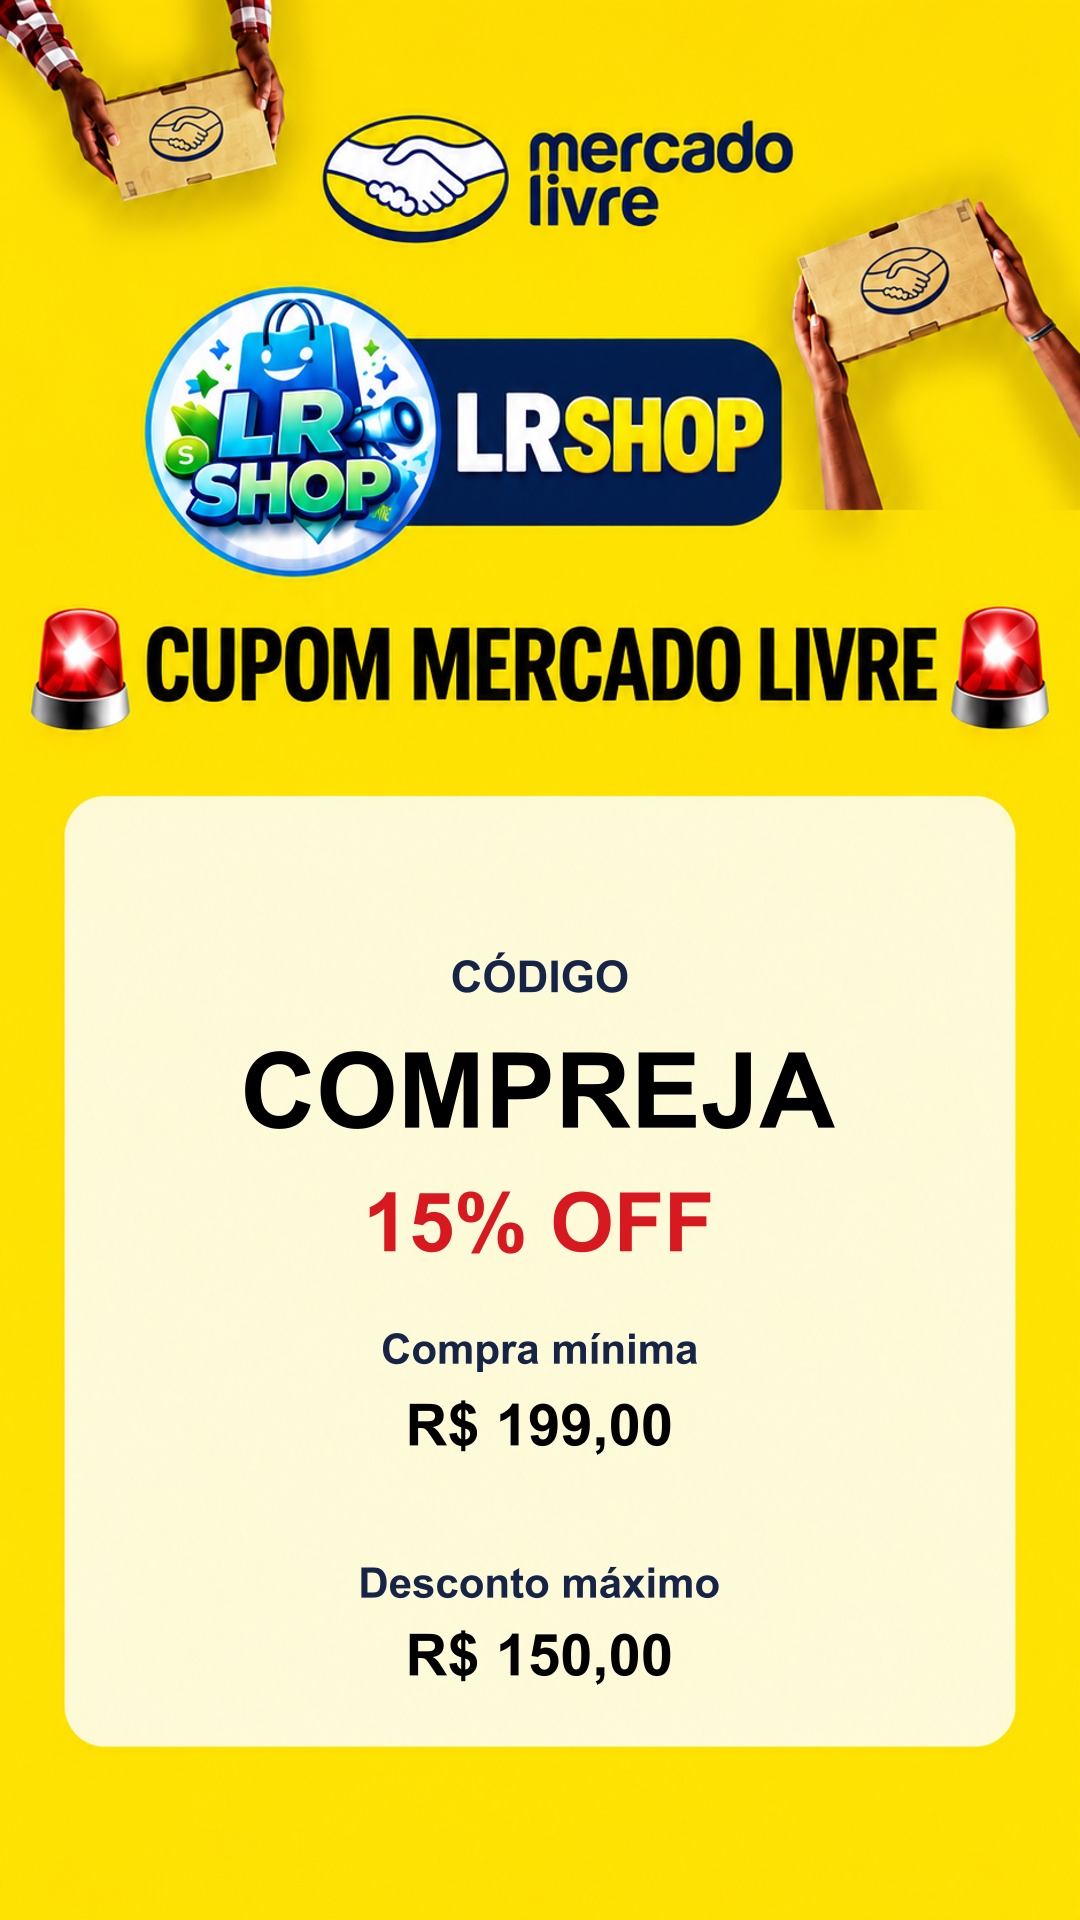 mercado
livre
LR
SHOP
S
LRSHOP
CUPOM MERCADO LIVRE
CÓDIGO
COMPREJA
15% OFF
Compra mínima
R$ 199,00
Desconto máximo
R$ 150,00